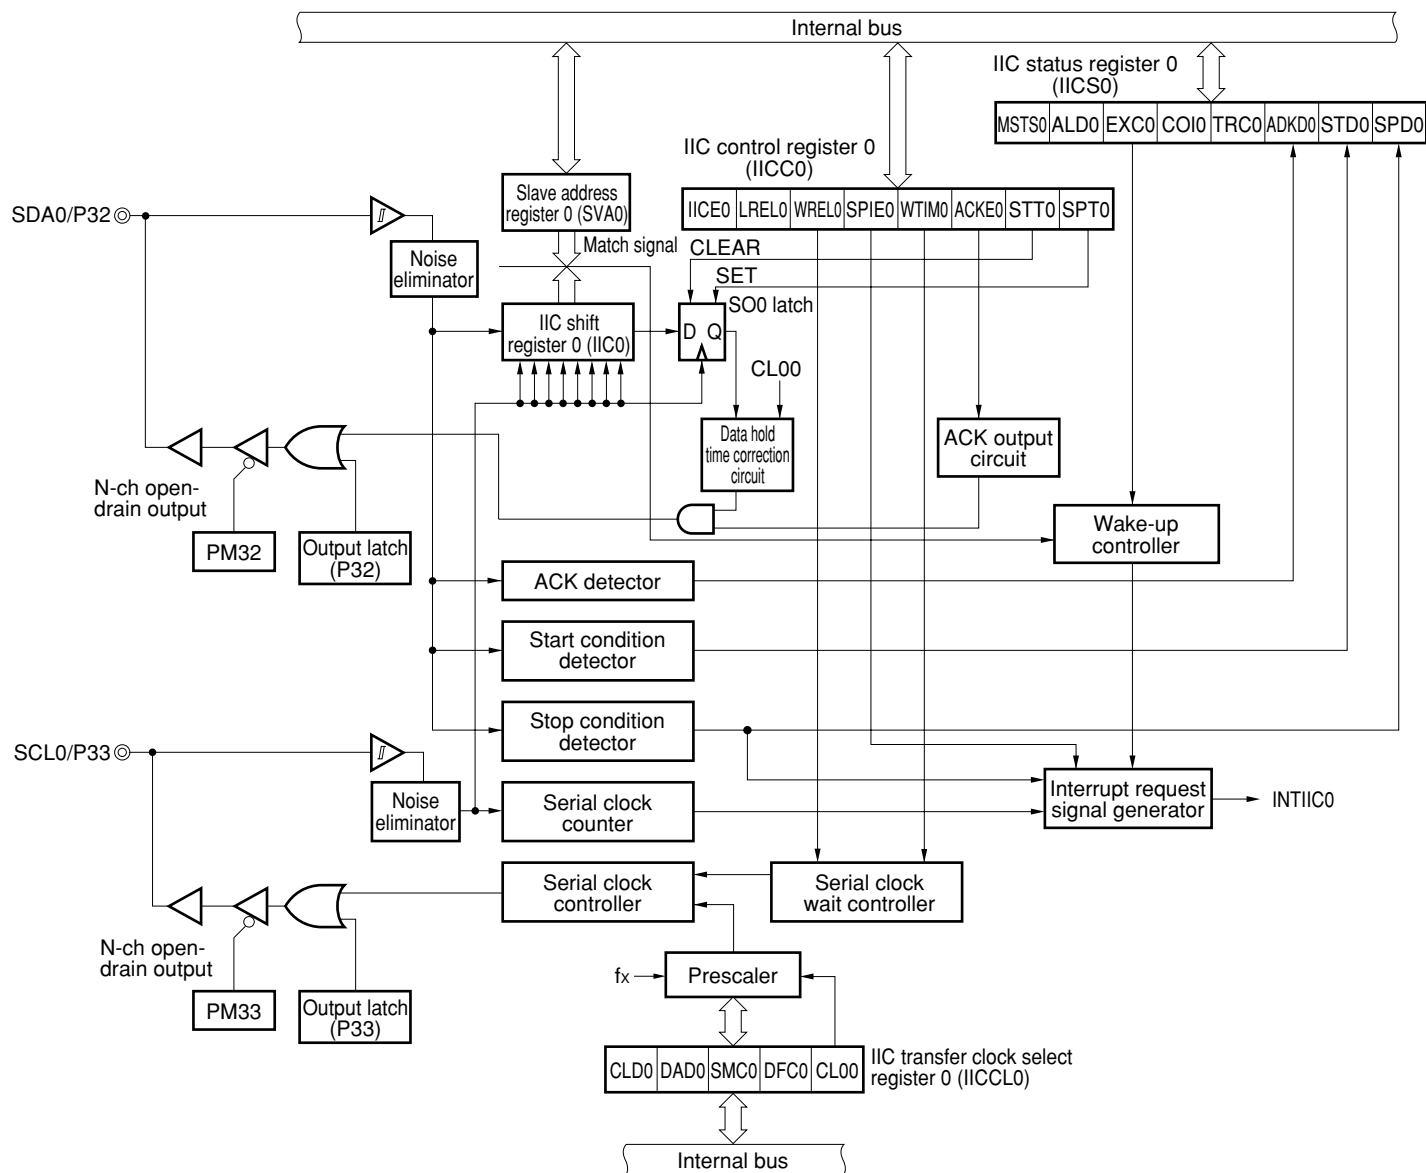 Internal bus
IIC status register 0
(IICS0)
MSTS0 ALD0 EXC0 COI0 TRC0 ADKD0 STD0 SPD0
IIC control register 0
(IICC0)
IICE0 LREL0 WREL0 SPIE0 WTIM0 ACKE0 STT0 SPT0
Slave address
register 0 (SVA0)
SDA0/P32
Match signal
CLEAR
Noise
eliminator
SET
SO0 latch
IIC shift
register 0 (IIC0)
D Q
CL00
Data hold
time correction
circuit
ACK output
circuit
N-ch open-
drain output
PM32
Output latch
(P32)
Wake-up
controller
ACK detector
Start condition
detector
Stop condition
detector
SCL0/P33
Noise
eliminator
Serial clock
counter
Interrupt request
signal generator
INTIIC0
Serial clock
controller
Serial clock
wait controller
N-ch open-
drain output
PM33
Output latch
(P33)
fx
Prescaler
CLD0 DAD0 SMC0 DFC0 CL00
IIC transfer clock select
register 0 (IICCL0)
Internal bus